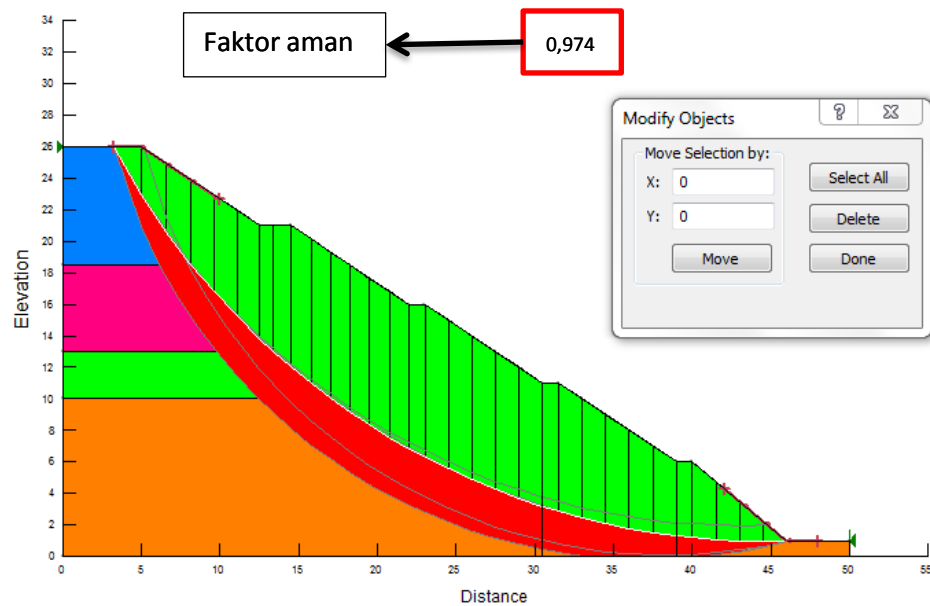 34
32
30
28
26
24
22
20
18
16
14
12
10
8
6
4
2
0
Elevation
Faktor aman
0,974
Modify Objects
Move Selection by:
X: 0
Y: 0
Move
Select All
Delete
Done
0 5 10 15 20 25 30 35 40 45 50 55
Distance